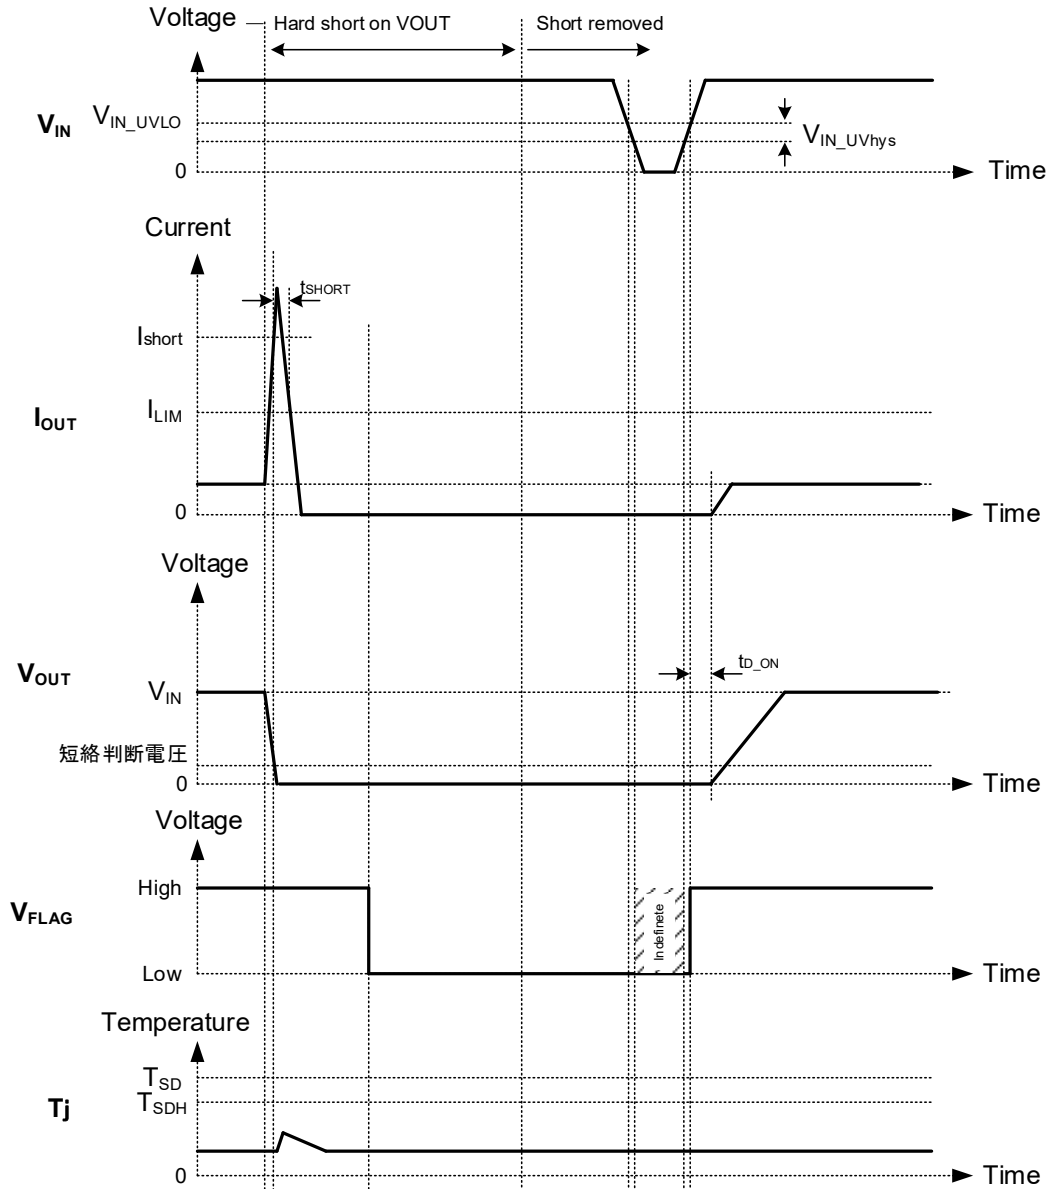 Voltage
Hard short on VOUT
Short removed
VIN
VIN_UVLO
VIN_UVhys
0
Time
Current
tSHORT
Ishort
IOUT
ILIM
0
Time
Voltage
tD_ON
VOUT
VIN
短絡判断電圧
0
Time
Voltage
High
VFLAG
Indefinete
Low
Time
Temperature
TSD
TSDH
Tj
0
Time